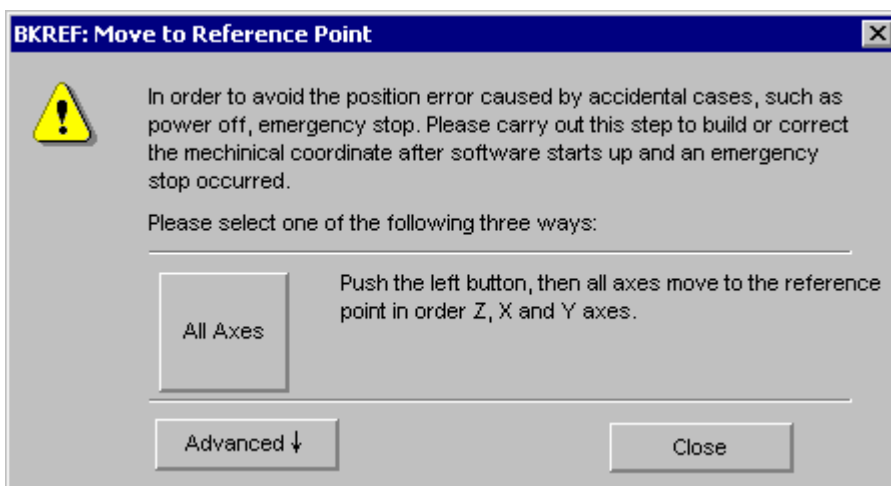 BKREF: Move to Reference Point
In order to avoid the position error caused by accidental cases, such as
power off, emergency stop. Please carry out this step to build or correct
the mechinical coordinate after software starts up and an emergency
stop occurred.
Please select one of the following three ways:
All Axes
Push the left button, then all axes move to the reference
point in order Z, X and Y axes.
Advanced ↓
Close